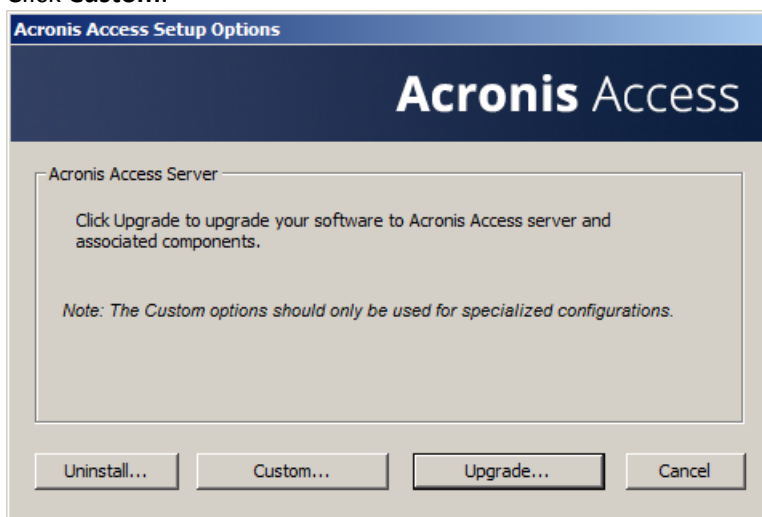 Click Custom.
Acronis Access Setup Options
Acronis Access
Acronis Access Server
Click Upgrade to upgrade your software to Acronis Access server and
associated components.
Note: The Custom options should only be used for specialized configurations.
Uninstall...
Custom...
Upgrade...
Cancel